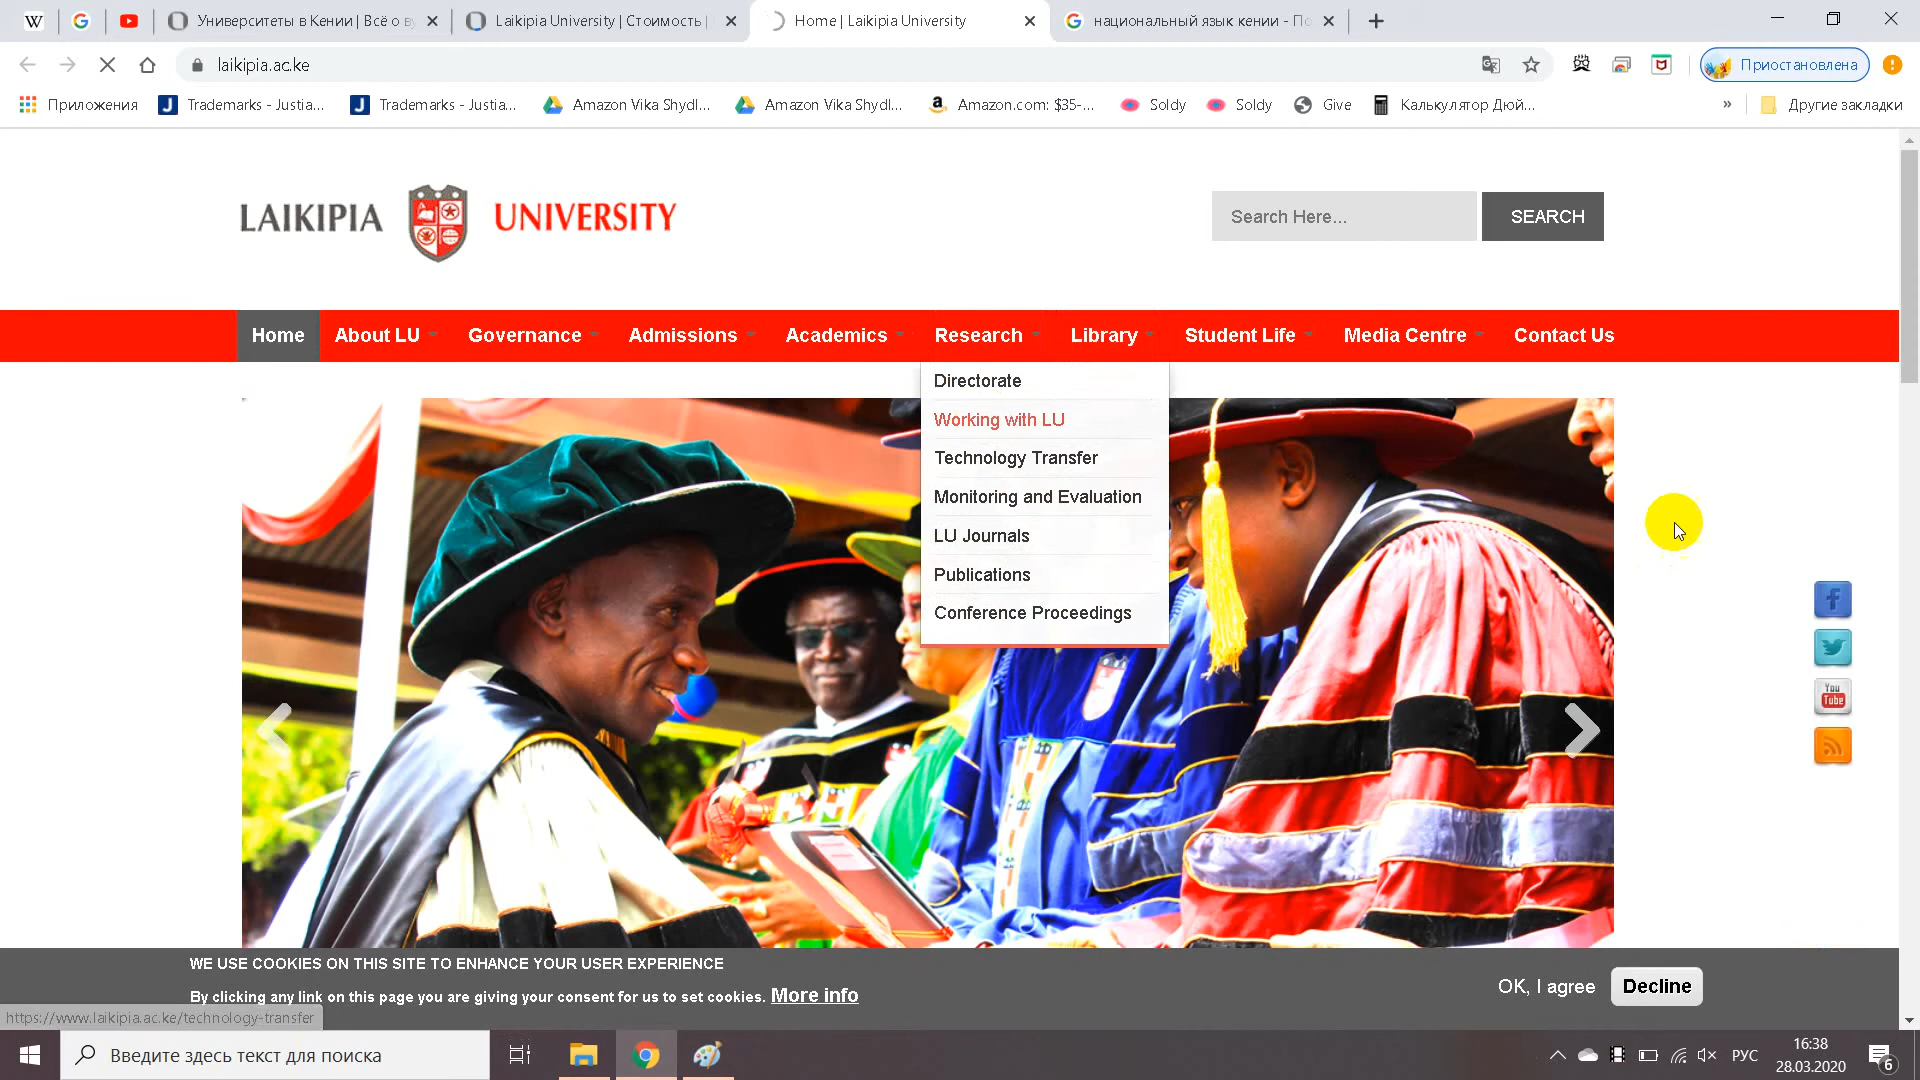 Университеты в Кении | Всё о ву
Laikipia University | Стоимость |
Home | Laikipia University
национальный язык кении - По
laikipia.ac.ke
Приостановлена
Приложения
Trademarks - Justia...
Trademarks - Justia...
Amazon Vika Shydl...
Amazon Vika Shydl...
Amazon.com: $35-...
Soldy
Soldy
Give
Калькулятор Дюй...
»
Другие закладки
LAIKIPIA UNIVERSITY
Search Here...
SEARCH
Home
About LU
Governance
Admissions
Academics
Research
Library
Student Life
Media Centre
Contact Us
Directorate
Working with LU
Technology Transfer
Monitoring and Evaluation
LU Journals
Publications
Conference Proceedings
You
Tube
WE USE COOKIES ON THIS SITE TO ENHANCE YOUR USER EXPERIENCE
By clicking any link on this page you are giving your consent for us to set cookies. More info
OK, I agree
Decline
https://www.laikipia.ac.ke/technology-transfer
Введите здесь текст для поиска
РУС
16:38
28.03.2020
6